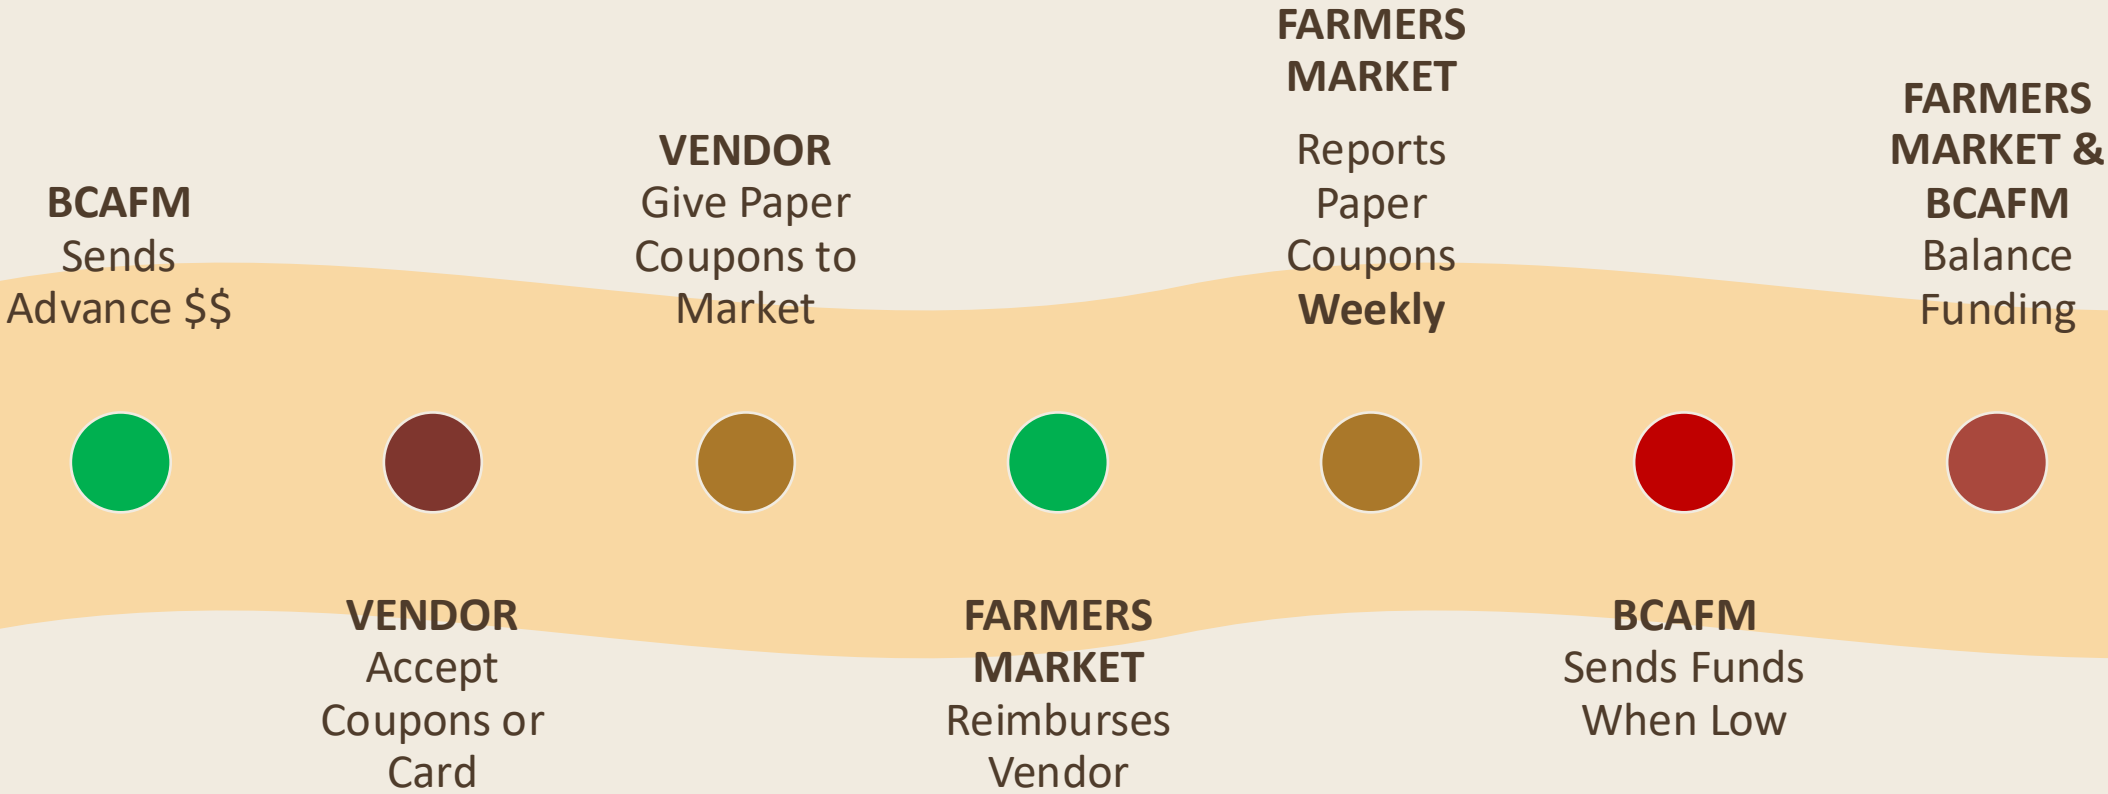 BCAFM
Sends
Advance $$
VENDOR
Accept
Coupons or
Card
VENDOR
Give Paper
Coupons to
Market
FARMERS
MARKET
Reimburses
Vendor
FARMERS
MARKET
Reports
Paper
Coupons
Weekly
BCAFM
Sends Funds
When Low
FARMERS
MARKET &
BCAFM
Balance
Funding